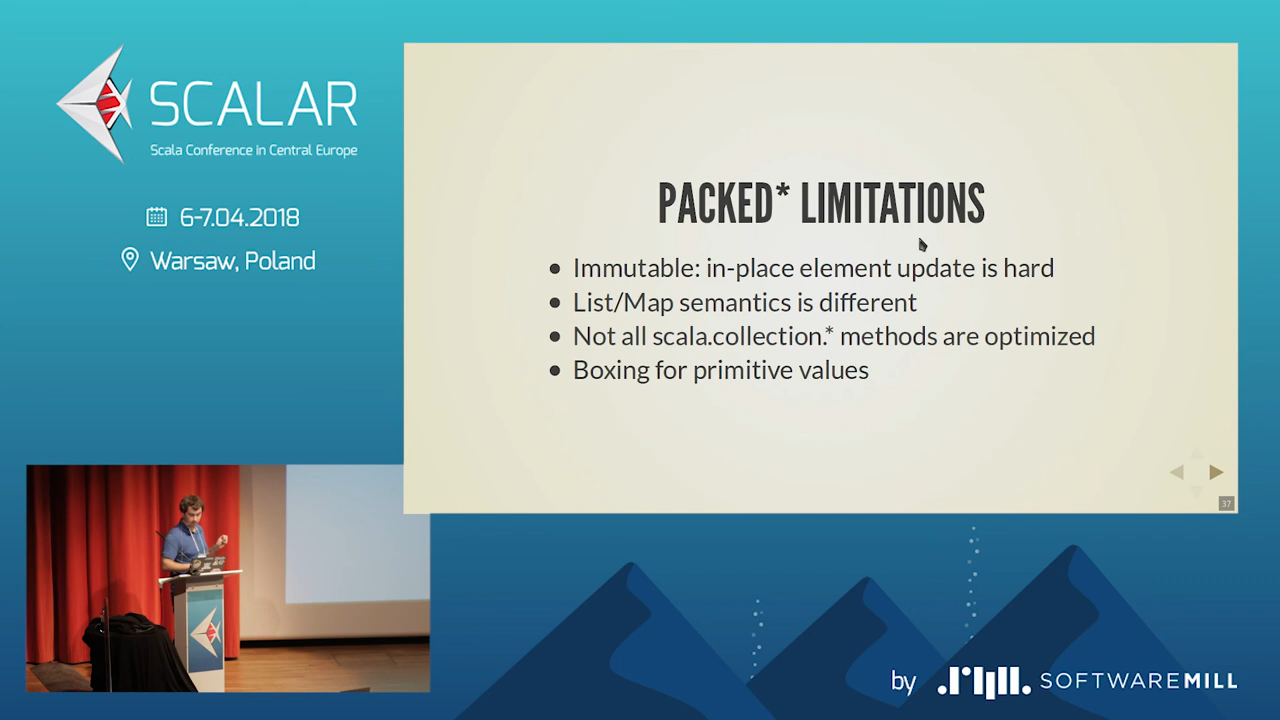 SCALAR
Scala Conference in Central Europe
6-7.04.2018
Warsaw, Poland
PACKED* LIMITATIONS
Immutable: in-place element update is hard
List/Map semantics is different
Not all scala.collection.* methods are optimized
Boxing for primitive values
37
by SOFTWAREMILL